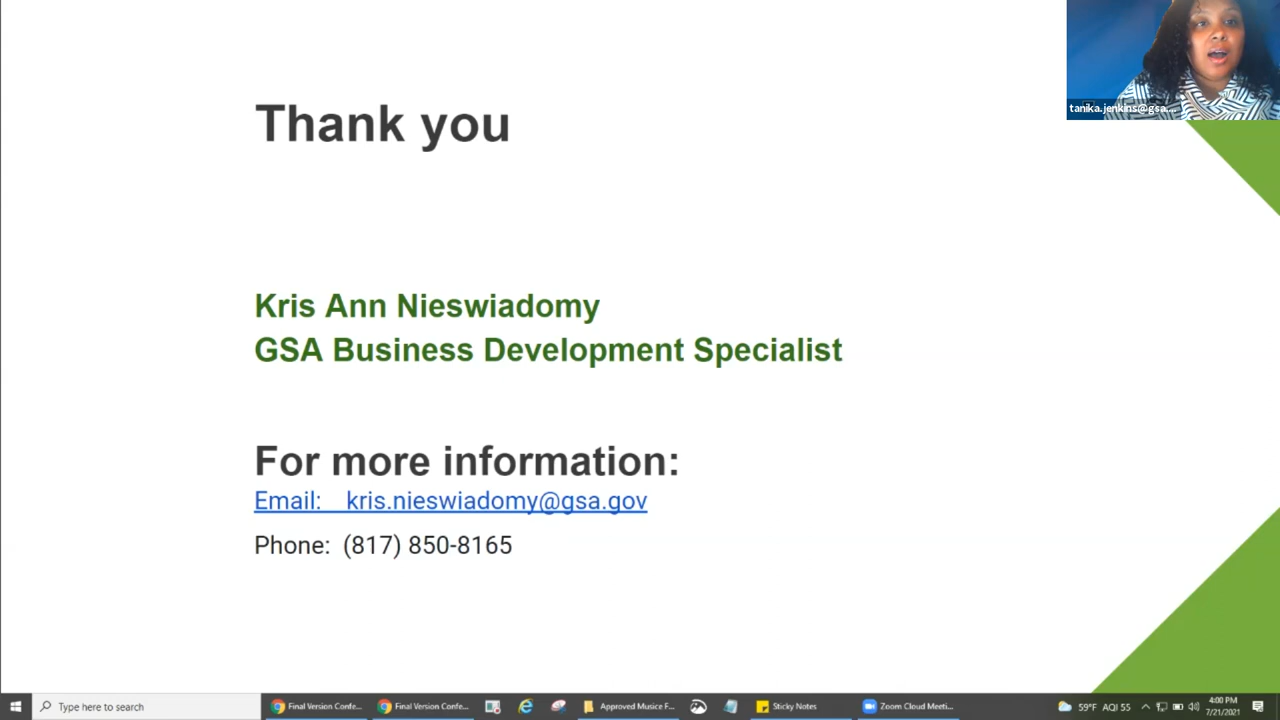 tanika.jenkins@gsa....
Thank you
Kris Ann Nieswiadomy
GSA Business Development Specialist
For more information:
Email: kris.nieswiadomy@gsa.gov
Phone: (817) 850-8165
Type here to search
Final Version Confe...
Final Version Confe...
Approved Musice F...
Sticky Notes
Zoom Cloud Meeti...
59°F AQI 55
4:00 PM
7/21/2021